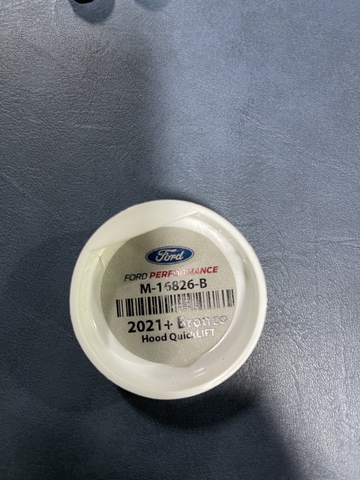 Ford
FORD PERFORMANCE
M-16826-B
2021+ Bronco
Hood QuickLIFT